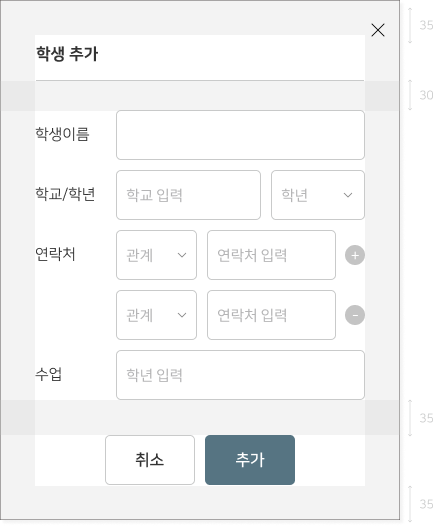 35
학생 추가
30
학생이름
학교/학년 학교 입력 학년
연락처 관계 연락처 입력 +
관계 연락처 입력 -
수업 학년 입력
35
취소 추가
35